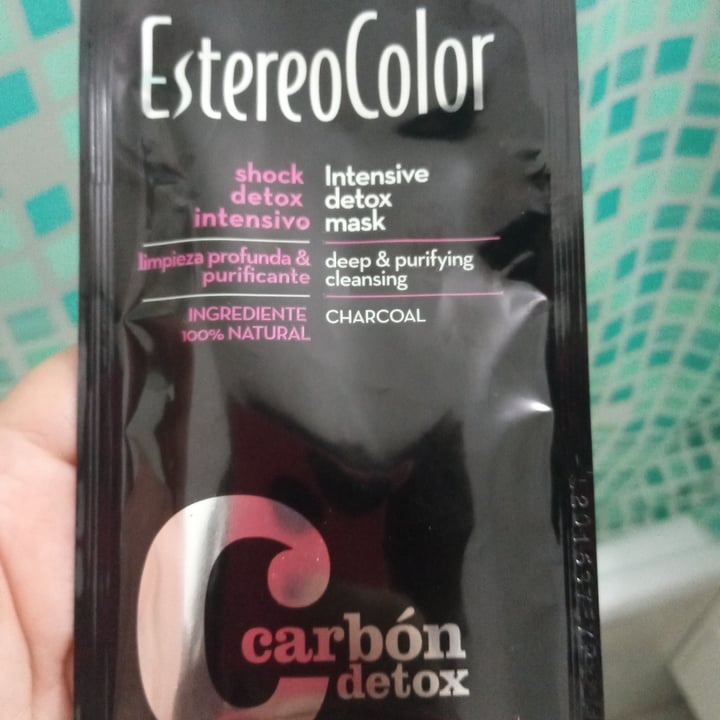 EstereoColor
shock
detox
intensivo
Intensive
detox
mask
limpieza profunda &
purificante
deep & purifying
cleansing
INGREDIENTE
100% NATURAL
CHARCOAL
C
carbón
detox